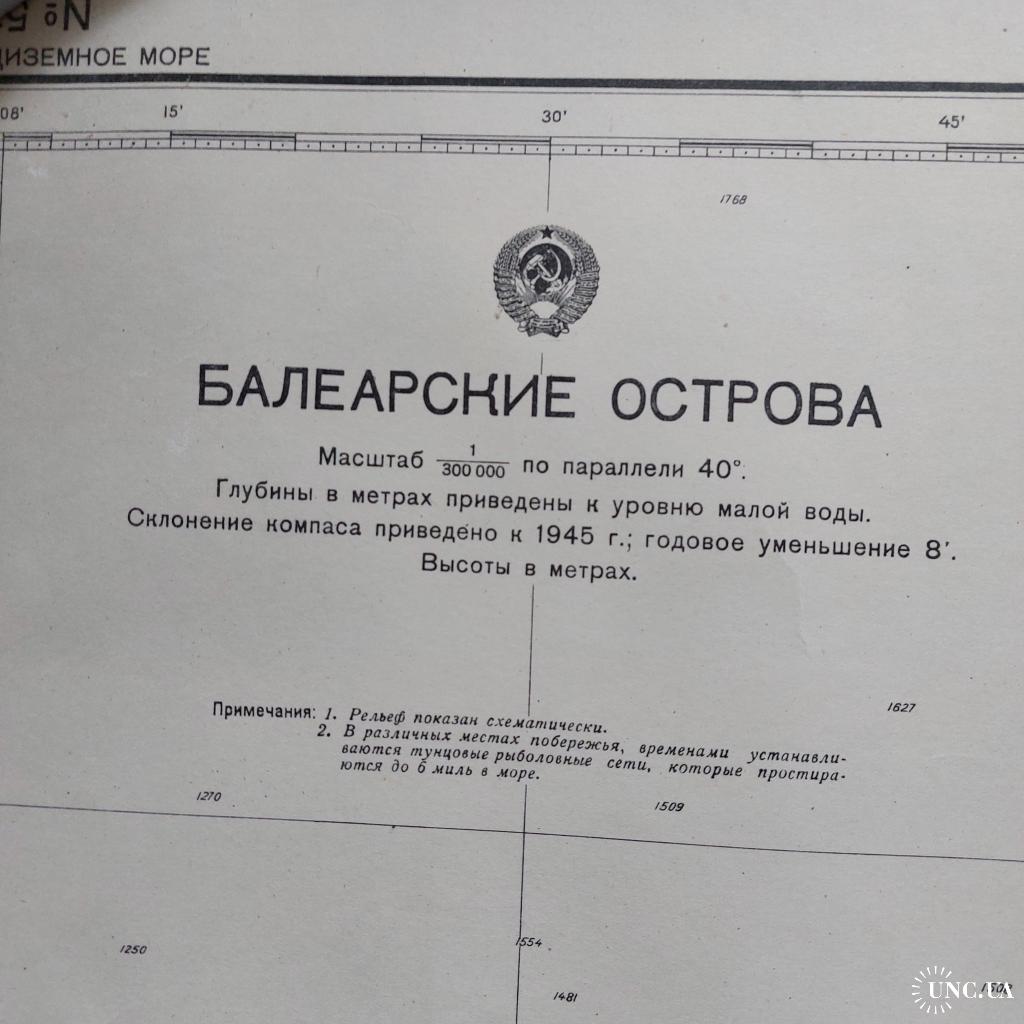 № 5
ДИЗЕМНОЕ МОРЕ
08' 15' 30' 45'
1768
БАЛЕАРСКИЕ ОСТРОВА
Масштаб 1/300 000 по параллели 40°.
Глубины в метрах приведены к уровню малой воды.
Склонение компаса приведено к 1945 г.; годовое уменьшение 8'.
Высоты в метрах.
1627
Примечания: 1. Рельеф показан схематически.
2. В различных местах побережья, временами устанавли-
ваются тунцовые рыболовные сети, которые простира-
ются до 6 миль в море.
1270 1509
1250 1554
1481
UNC.UA